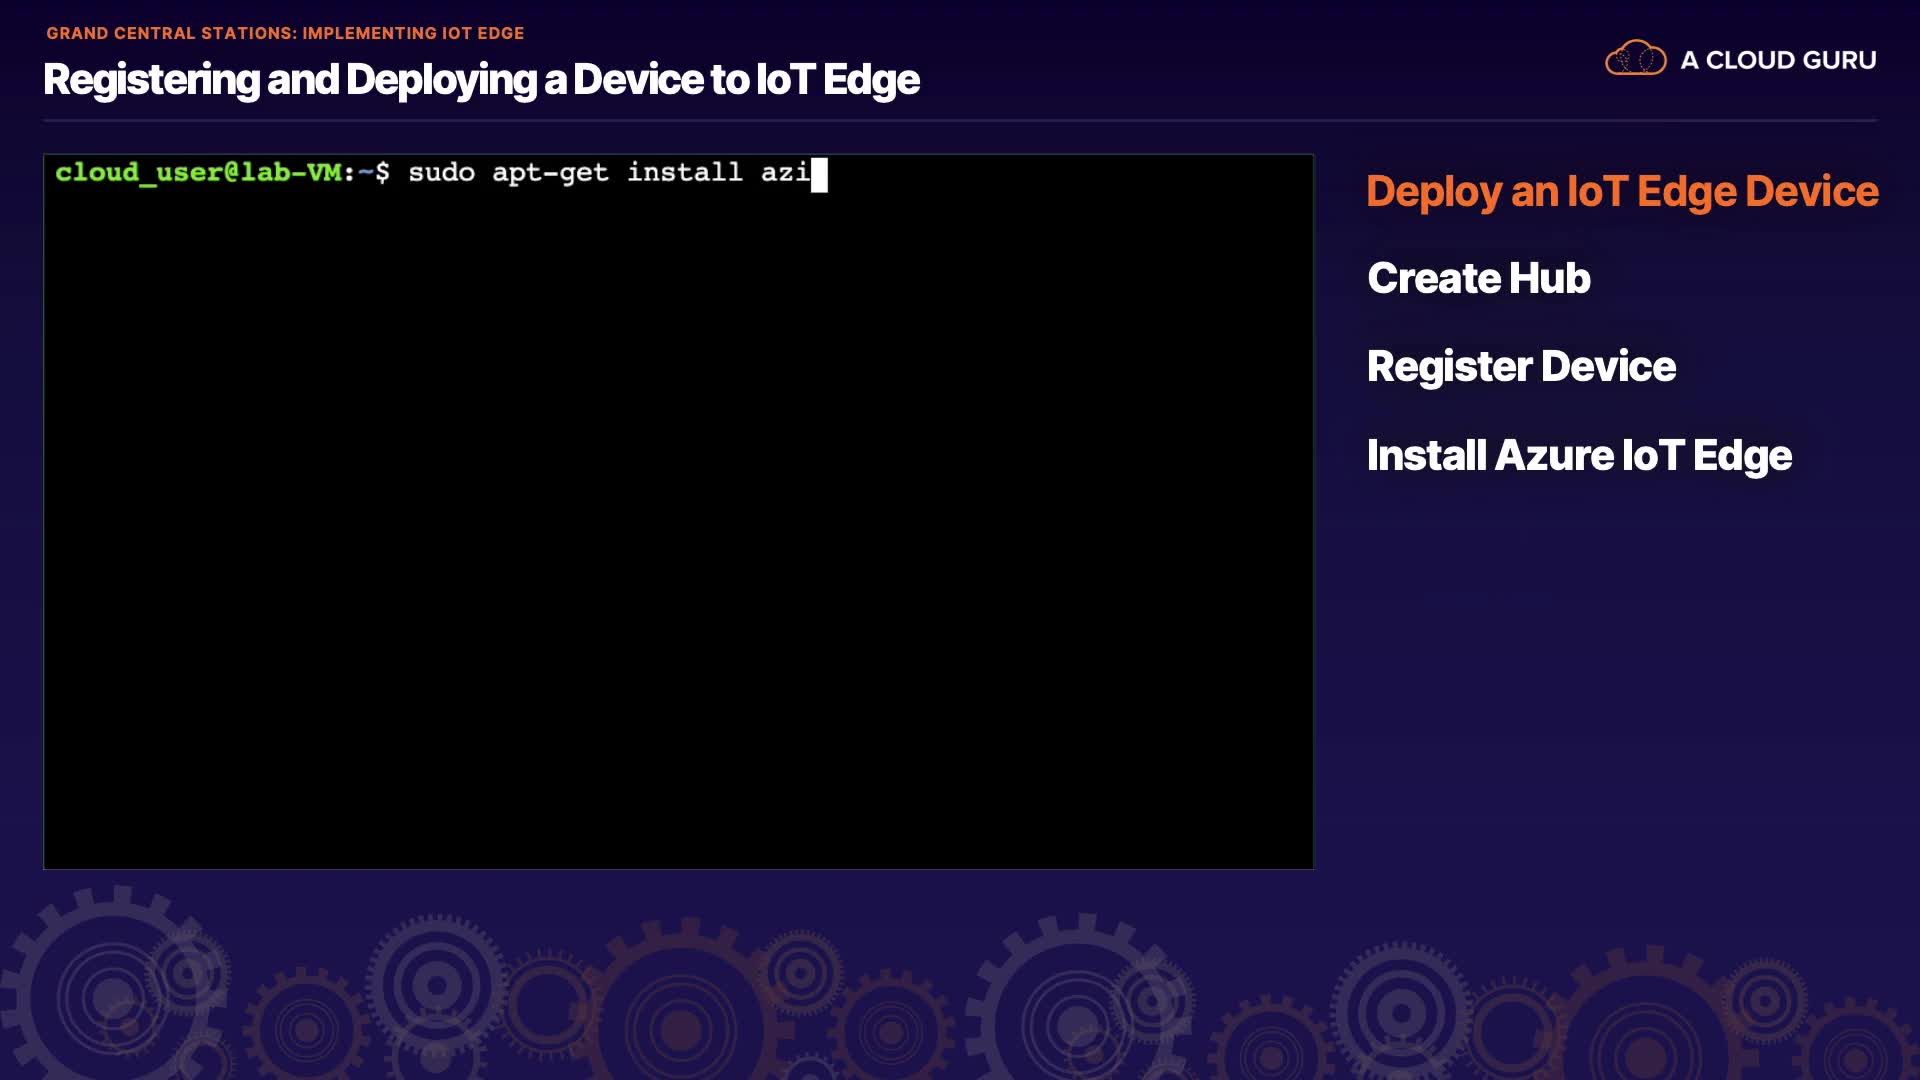 GRAND CENTRAL STATIONS: IMPLEMENTING IOT EDGE
Registering and Deploying a Device to IoT Edge
A CLOUD GURU
cloud_user@lab-VM:~$ sudo apt-get install azi
Deploy an IoT Edge Device
Create Hub
Register Device
Install Azure IoT Edge